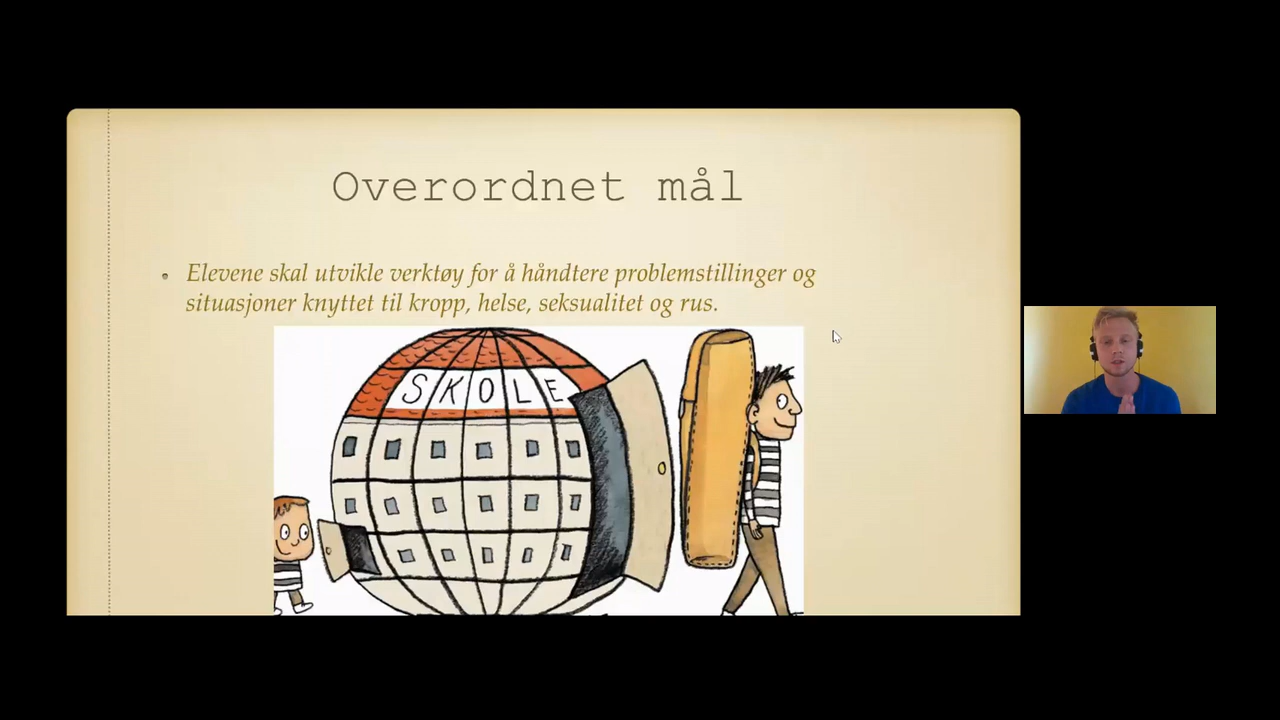 Overordnet mål
Elevene skal utvikle verktøy for å håndtere problemstillinger og
situasjoner knyttet til kropp, helse, seksualitet og rus.
SKOLE